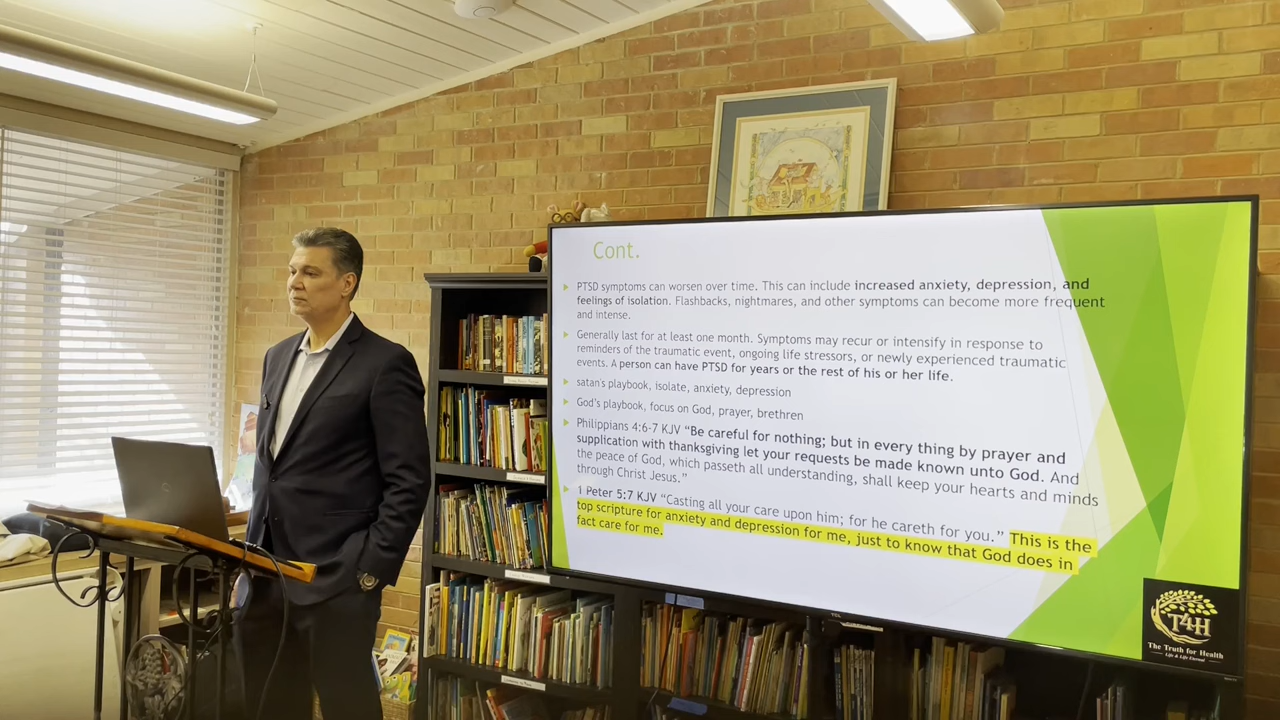 Cont.
PTSD symptoms can worsen over time. This can include increased anxiety, depression, and
feelings of isolation. Flashbacks, nightmares, and other symptoms can become more frequent
and intense.
Generally last for at least one month. Symptoms may recur or intensify in response to
reminders of the traumatic event, ongoing life stressors, or newly experienced traumatic
events. A person can have PTSD for years or the rest of his or her life.
satan's playbook, isolate, anxiety, depression
God's playbook, focus on God, prayer, brethren
Philippians 4:6-7 KJV “Be careful for nothing; but in every thing by prayer and
supplication with thanksgiving let your requests be made known unto God. And
the peace of God, which passeth all understanding, shall keep your hearts and minds
through Christ Jesus.”
1 Peter 5:7 KJV “Casting all your care upon him; for he careth for you.” This is the
top scripture for anxiety and depression for me, just to know that God does in
fact care for me.
T4H
The Truth for Health
Life & Life Eternal
TCL